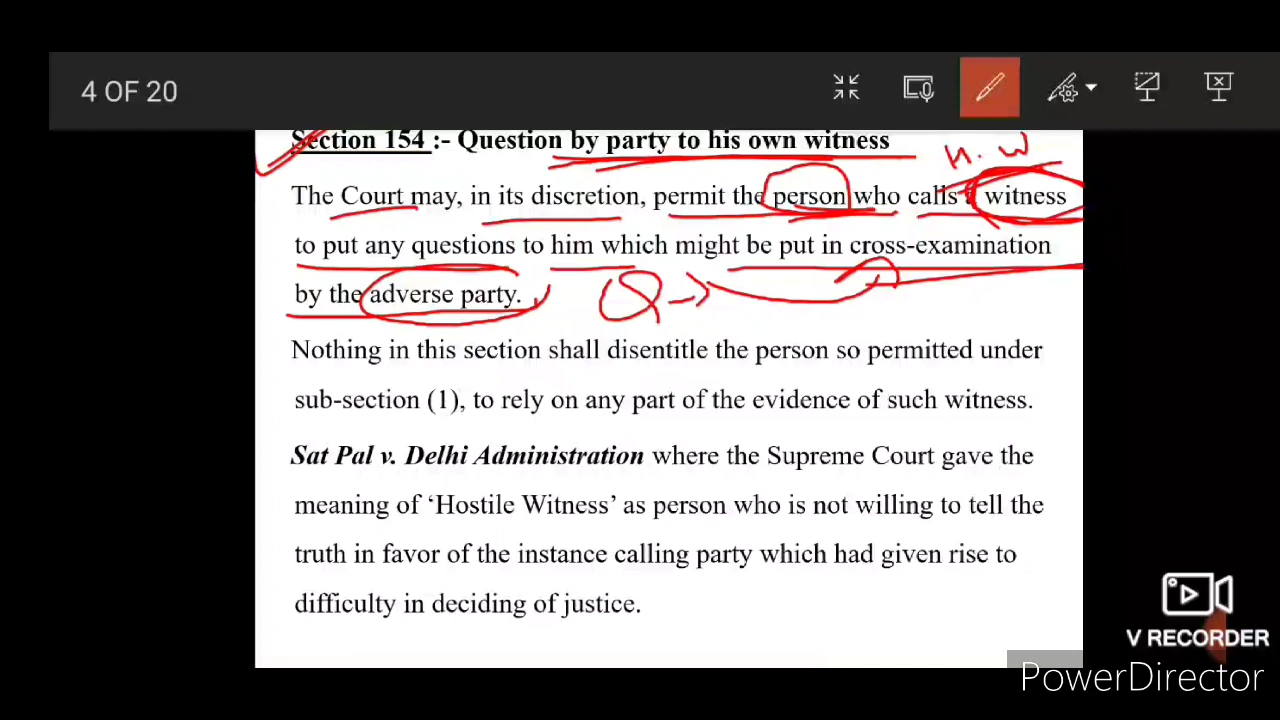 4 OF 20
Section 154 :- Question by party to his own witness
H. W
The Court may, in its discretion, permit the person who calls a witness
to put any questions to him which might be put in cross-examination
by the adverse party.
Q →
Nothing in this section shall disentitle the person so permitted under
sub-section (1), to rely on any part of the evidence of such witness.
Sat Pal v. Delhi Administration where the Supreme Court gave the
meaning of ‘Hostile Witness’ as person who is not willing to tell the
truth in favor of the instance calling party which had given rise to
difficulty in deciding of justice.
V RECORDER
PowerDirector